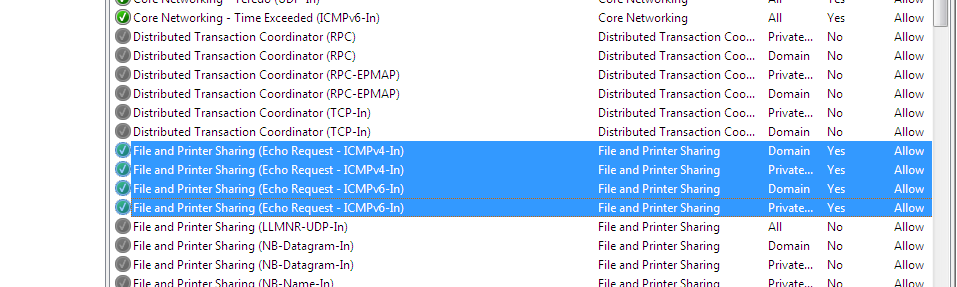 Core Networking - Teredo (UDP-In) Core Networking All Yes Allow
Core Networking - Time Exceeded (ICMPv6-In) Core Networking All Yes Allow
Distributed Transaction Coordinator (RPC) Distributed Transaction Coo... Private... No Allow
Distributed Transaction Coordinator (RPC) Distributed Transaction Coo... Domain No Allow
Distributed Transaction Coordinator (RPC-EPMAP) Distributed Transaction Coo... Private... No Allow
Distributed Transaction Coordinator (RPC-EPMAP) Distributed Transaction Coo... Domain No Allow
Distributed Transaction Coordinator (TCP-In) Distributed Transaction Coo... Private... No Allow
Distributed Transaction Coordinator (TCP-In) Distributed Transaction Coo... Domain No Allow
File and Printer Sharing (Echo Request - ICMPv4-In) File and Printer Sharing Domain Yes Allow
File and Printer Sharing (Echo Request - ICMPv4-In) File and Printer Sharing Private... Yes Allow
File and Printer Sharing (Echo Request - ICMPv6-In) File and Printer Sharing Domain Yes Allow
File and Printer Sharing (Echo Request - ICMPv6-In) File and Printer Sharing Private... Yes Allow
File and Printer Sharing (LLMNR-UDP-In) File and Printer Sharing All No Allow
File and Printer Sharing (NB-Datagram-In) File and Printer Sharing Domain No Allow
File and Printer Sharing (NB-Datagram-In) File and Printer Sharing Private... No Allow
File and Printer Sharing (NB-Name-In) File and Printer Sharing Private... No Allow